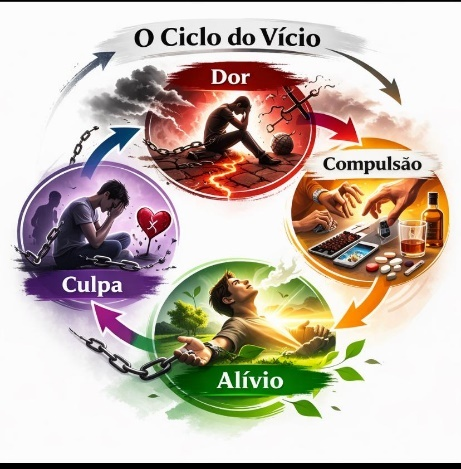 O Ciclo do Vício
Dor
Compulsão
Culpa
Alívio